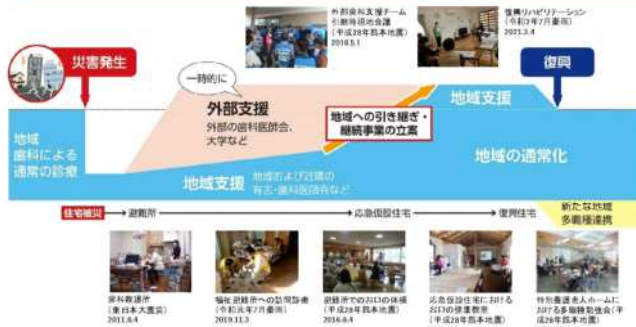 外部歯科支援チーム
引継時現地会議
(平成28年熊本地震)
2016.5.1
復興リハビリテーション
(令和2年7月豪雨)
2021.3.4
災害発生
復興
一時的に
外部支援
外部の歯科医師会、
大学など
地域への引き継ぎ・
継続事業の立案
地域支援
地域
歯科による
通常の診療
地域の通常化
地域支援
地域および近隣の
有志・歯科医師会など
住宅被災
避難所
応急仮設住宅
復興住宅
新たな地域
多職種連携
歯科救護所
(東日本大震災)
2011.6.4
福祉避難所への訪問診療
2019.11.3
避難所でのお口の体操
(平成28年熊本地震)
2016.6.4
応急仮設住宅における
お口の健康教室
(平成28年熊本地震)
特別養護老人ホームに
おける多職種勉強会(平
成28年熊本地震)